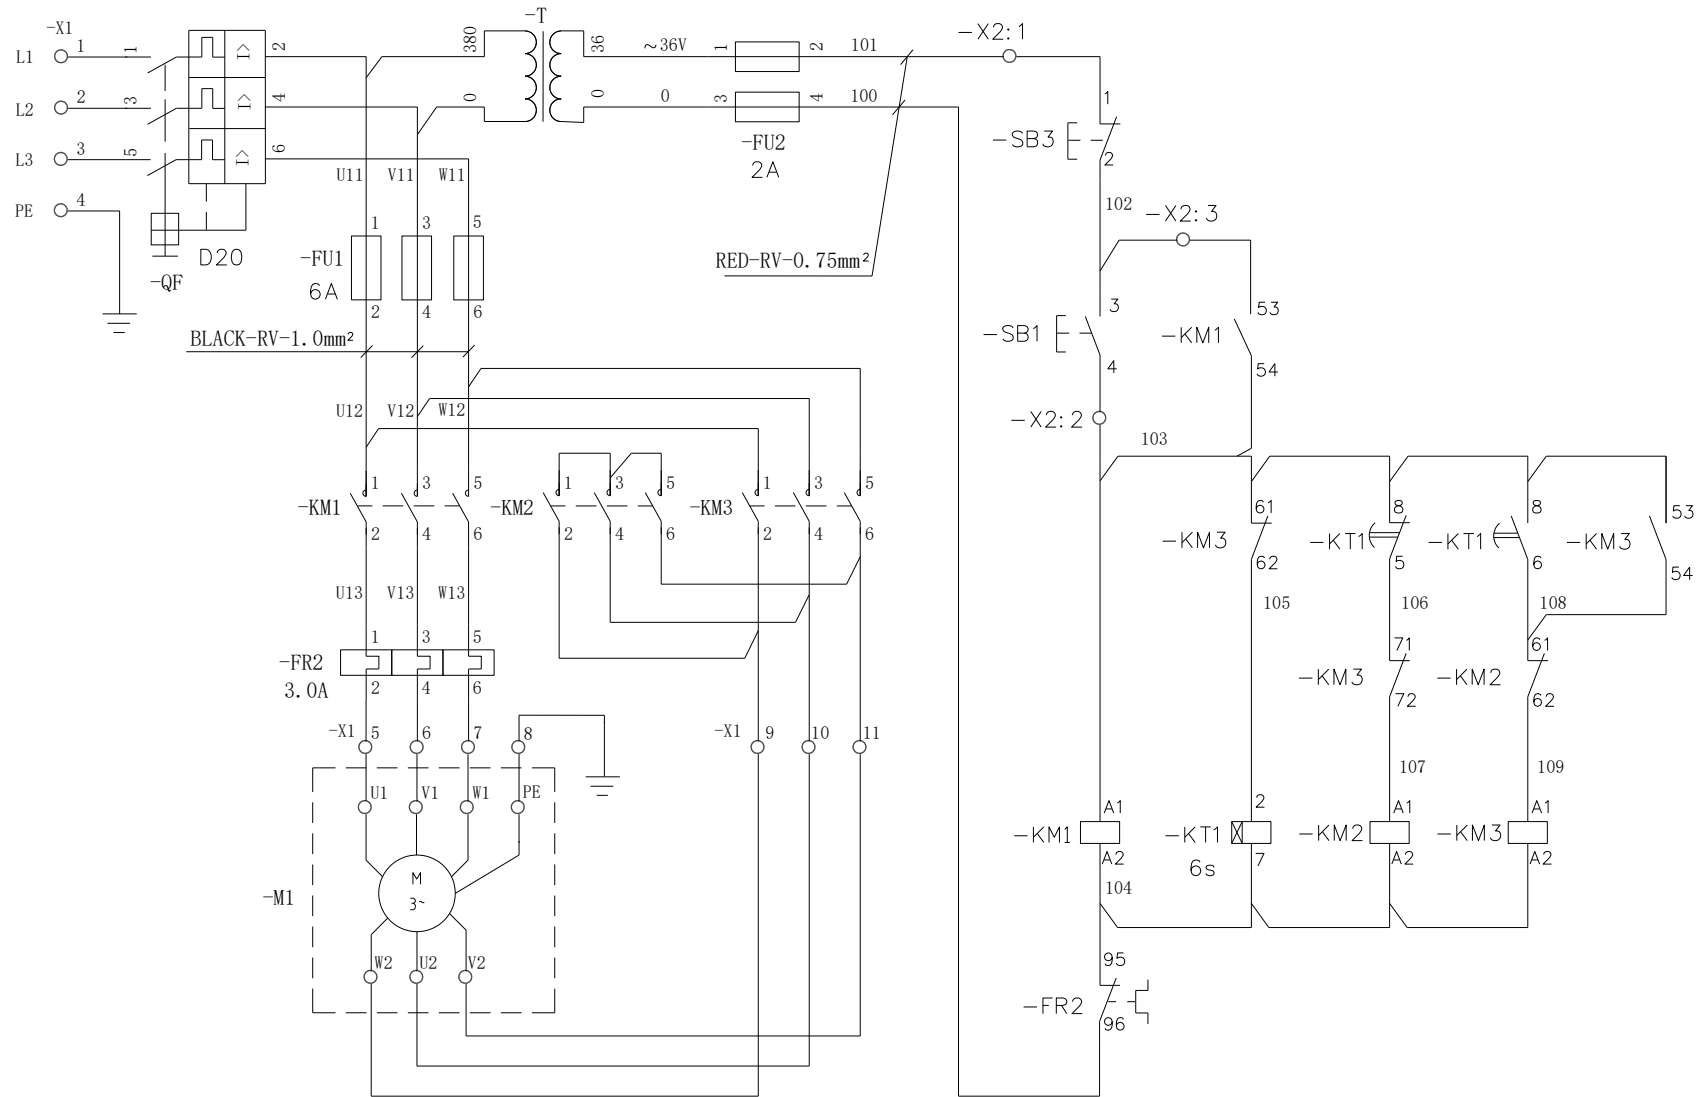 -X1
L1 1 1 2
L2 2 3 4
L3 3 5 6
PE 4
I>
I>
I>
D20
-QF
-T
380 36 ~36V 1 2 101
0 0 0 3 4 100
-FU2
2A
RED-RV-0.75mm²
U11 V11 W11
1 3 5
-FU1
6A
2 4 6
BLACK-RV-1.0mm²
U12 V12 W12
-KM1 1 3 5
2 4 6
-KM2 1 3 5
2 4 6
-KM3 1 3 5
2 4 6
U13 V13 W13
1 3 5
-FR2
3.0A
2 4 6
-X1 5 6 7 8
-X1 9 10 11
U1 V1 W1 PE
-M1
M
3~
W2 U2 V2
-X2:1
1
-SB3
2
102
-X2:3
3
-SB1
4
53
-KM1
54
-X2:2
103
61
-KM3
62
8
-KT1
5
8
-KT1
6
53
-KM3
54
105 106 108
71
-KM3
72
61
-KM2
62
107 109
A1
-KM1
A2
2
-KT1
6s
7
A1
-KM2
A2
A1
-KM3
A2
104
95
-FR2
96